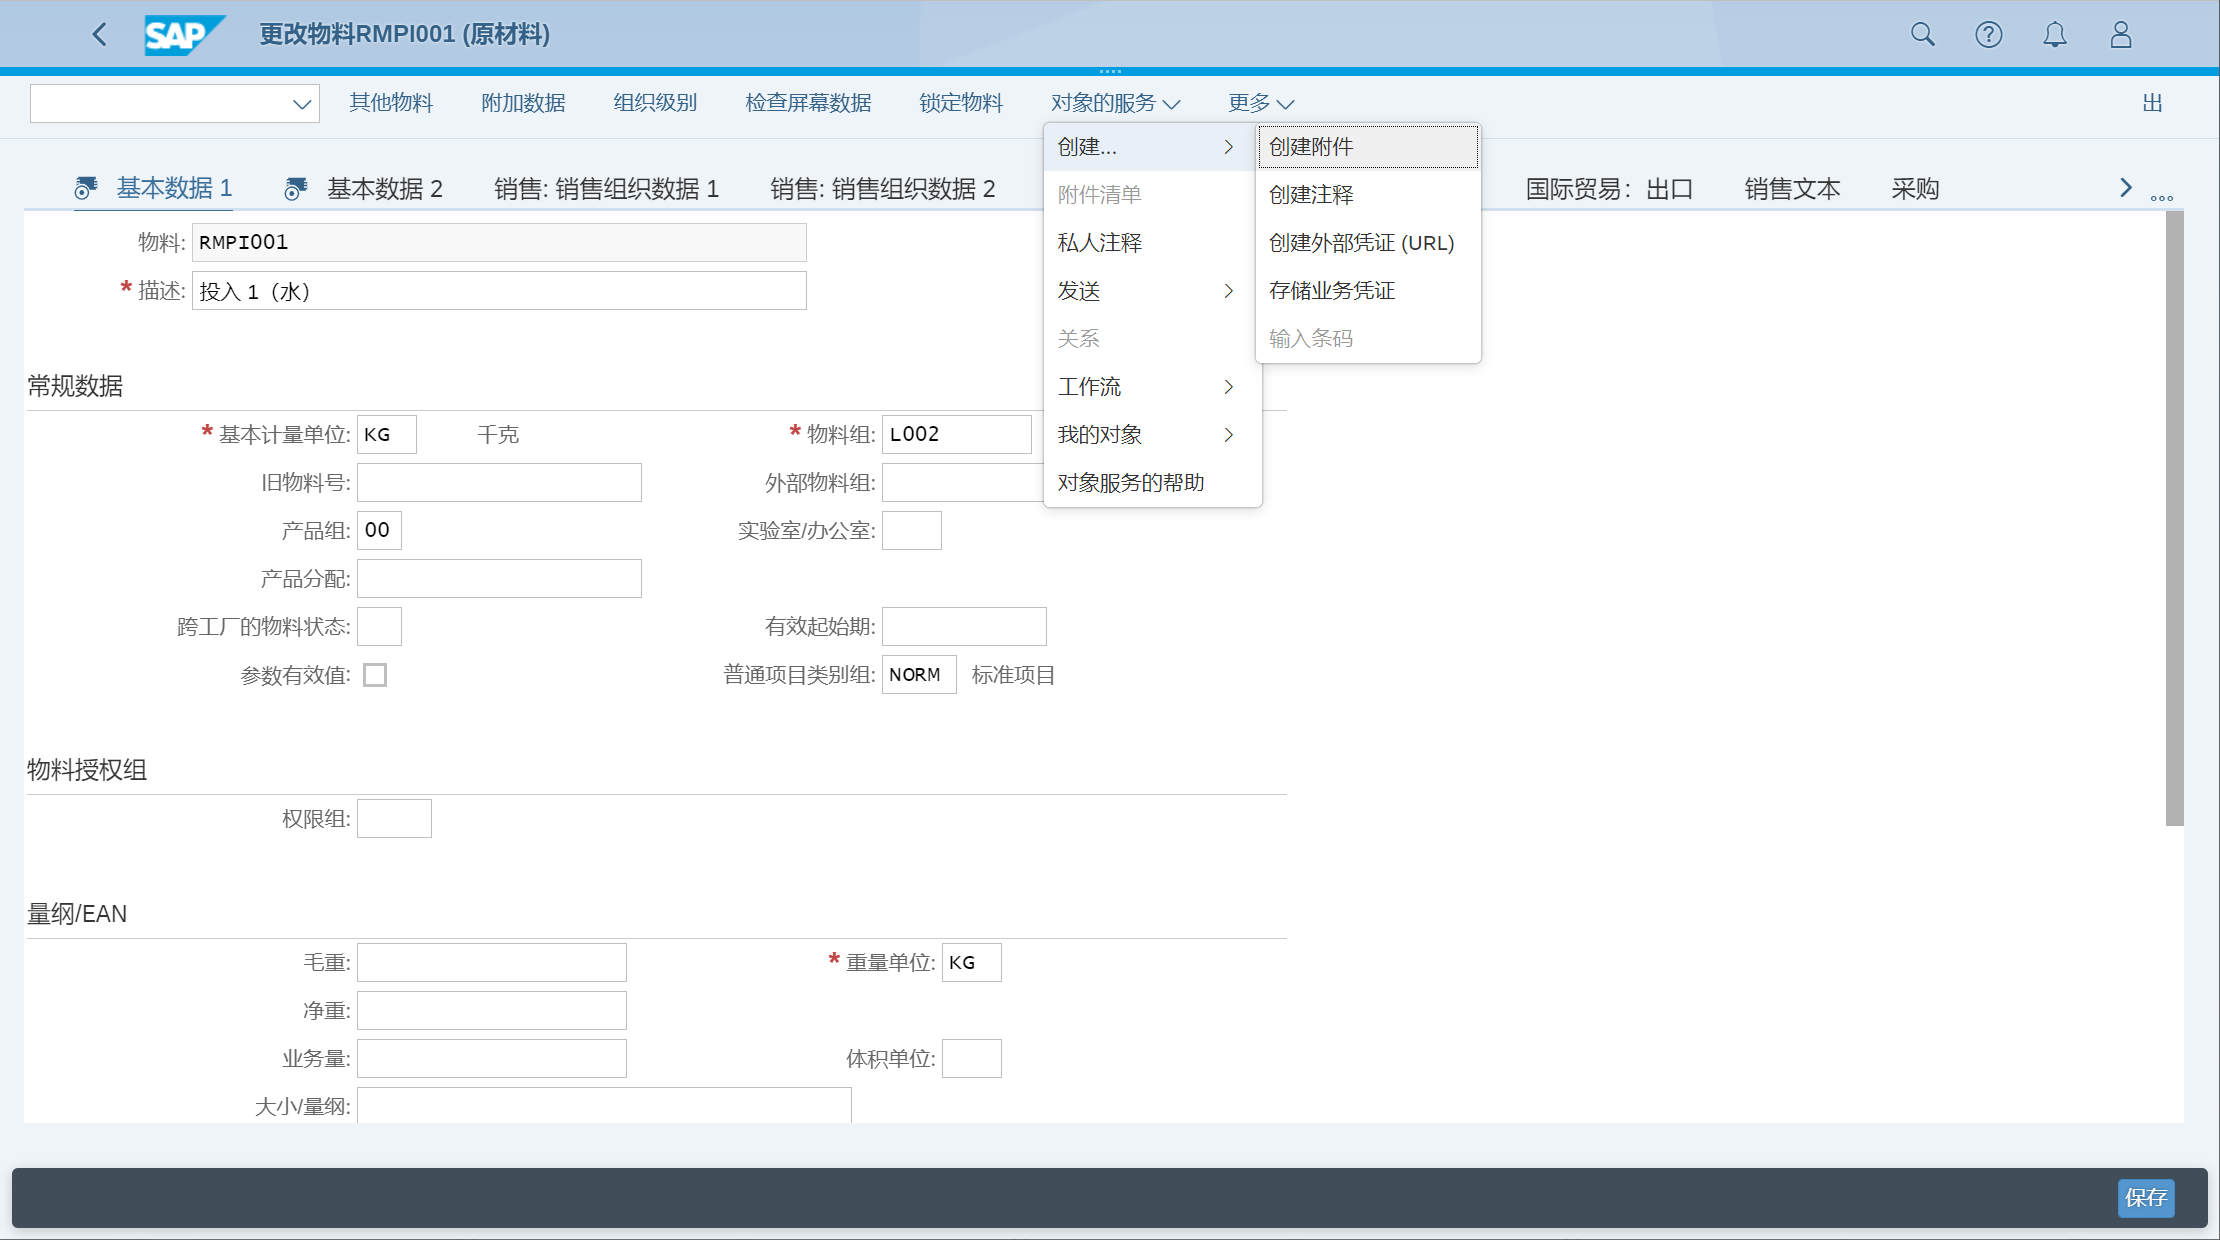 SAP 更改物料RMPI001 (原材料)
其他物料 附加数据 组织级别 检查屏幕数据 锁定物料 对象的服务 更多 出
创建... 创建附件
基本数据 1 基本数据 2 销售: 销售组织数据 1 销售: 销售组织数据 2 附件清单 创建注释 国际贸易：出口 销售文本 采购
物料: RMPI001 私人注释 创建外部凭证 (URL)
* 描述: 投入 1（水） 发送 存储业务凭证
关系 输入条码
常规数据 工作流
* 基本计量单位: KG 千克 * 物料组: L002 我的对象
旧物料号: 外部物料组: 对象服务的帮助
产品组: 00 实验室/办公室:
产品分配:
跨工厂的物料状态: 有效起始期:
参数有效值: 普通项目类别组: NORM 标准项目
物料授权组
权限组:
量纲/EAN
毛重: * 重量单位: KG
净重:
业务量: 体积单位:
大小/量纲:
保存